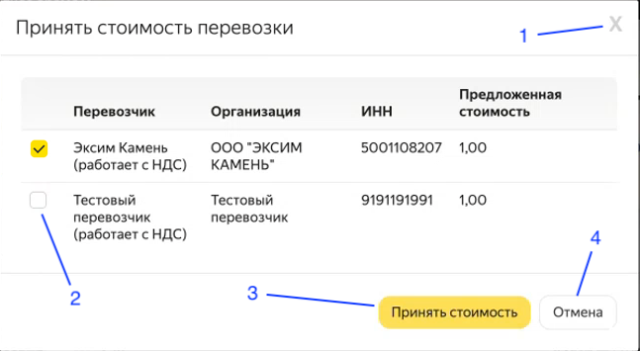 Принять стоимость перевозки
1
X
Перевозчик Организация ИНН Предложенная стоимость
Эксим Камень ООО "ЭКСИМ 5001108207 1,00
(работает с НДС) КАМЕНЬ"
Тестовый Тестовый 9191191991 1,00
перевозчик перевозчик
(работает с НДС)
2
3
4
Принять стоимость Отмена